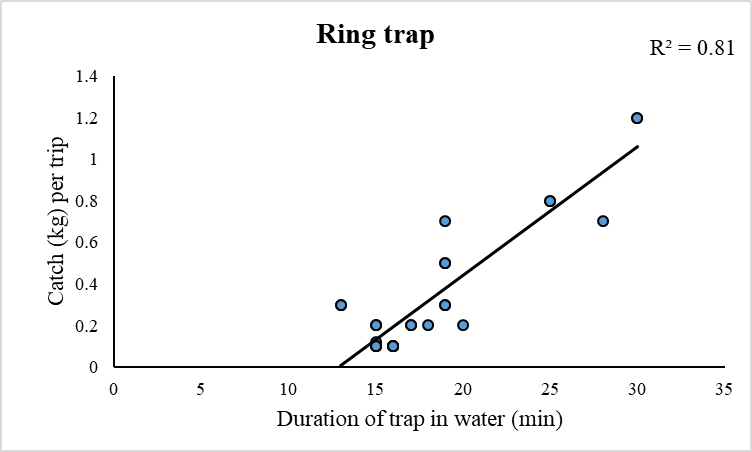 Ring trap
R² = 0.81
1.4
1.2
1
0.8
0.6
0.4
0.2
0
Catch (kg) per trip
0 5 10 15 20 25 30 35
Duration of trap in water (min)